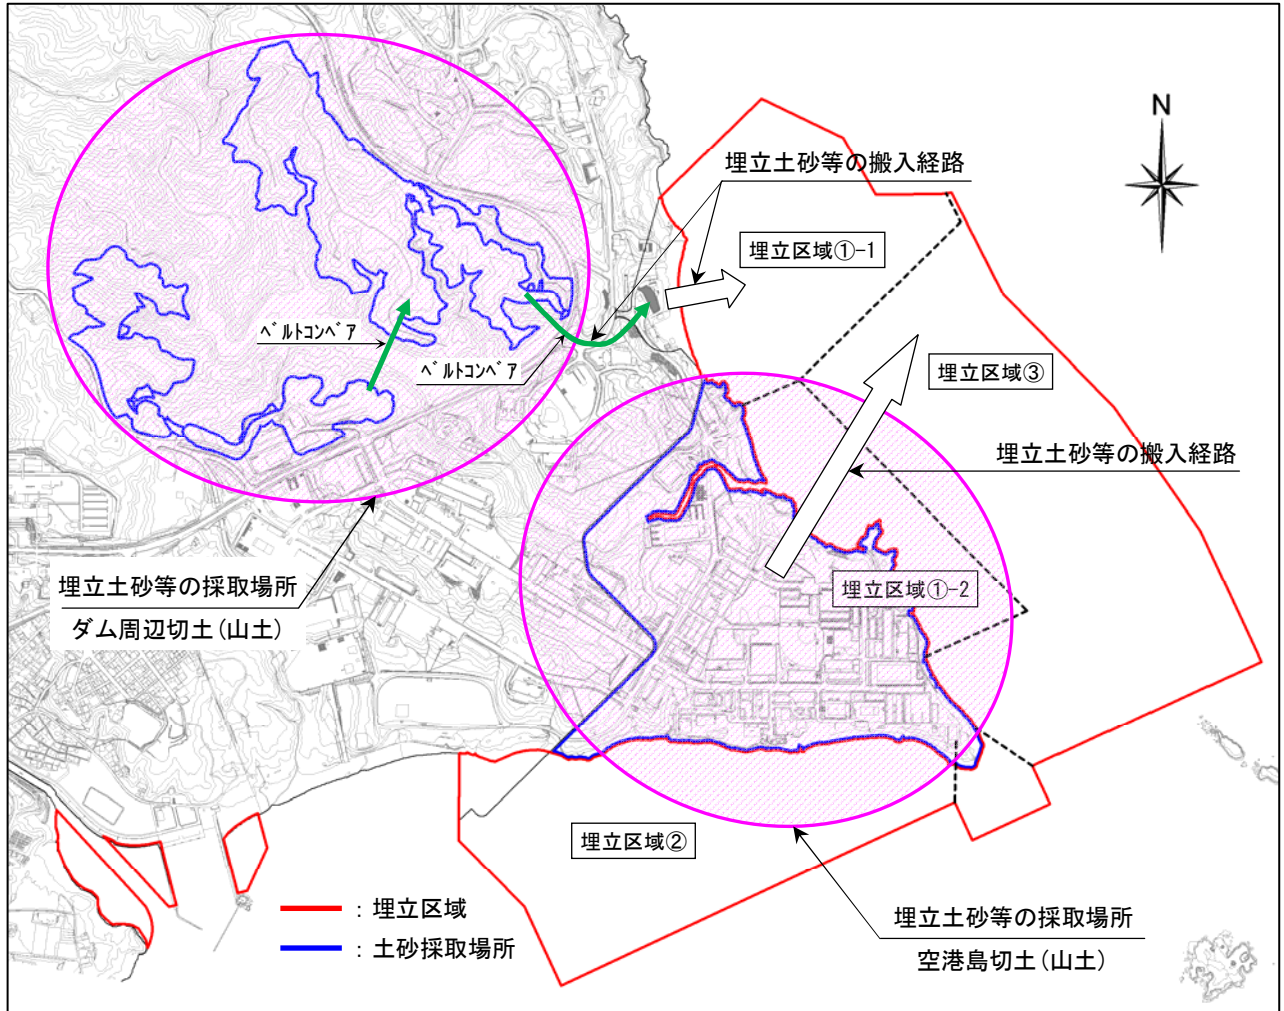 N
埋立土砂等の搬入経路
埋立区域①-1
ベルトコンベア
ベルトコンベア
埋立区域③
埋立土砂等の搬入経路
埋立土砂等の採取場所
ダム周辺切土(山土)
埋立区域①-2
埋立区域②
：埋立区域
：土砂採取場所
埋立土砂等の採取場所
空港島切土(山土)